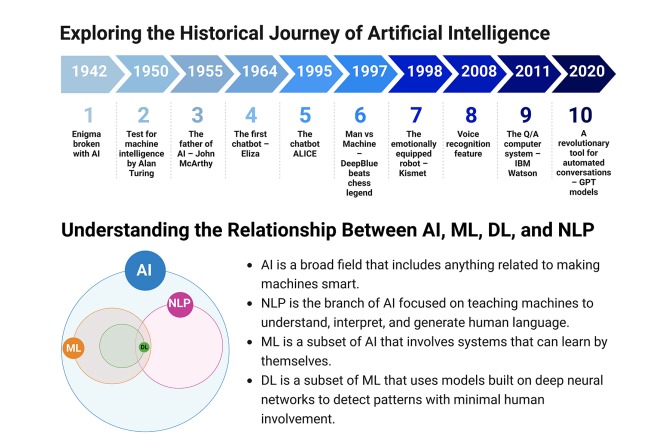 Exploring the Historical Journey of Artificial Intelligence
1942 1950 1955 1964 1995 1997 1998 2008 2011 2020
1
Enigma
broken
with AI
2
Test for
machine
intelligence
by Alan
Turing
3
The
father of
AI – John
McArthy
4
The first
chatbot –
Eliza
5
The
chatbot
ALICE
6
Man vs
Machine
–
DeepBlue
beats
chess
legend
7
The
emotionally
equipped
robot –
Kismet
8
Voice
recognition
feature
9
The Q/A
computer
system –
IBM
Watson
10
A
revolutionary
tool for
automated
conversations
– GPT
models
Understanding the Relationship Between AI, ML, DL, and NLP
AI
NLP
ML
DL
• AI is a broad field that includes anything related to making
machines smart.
• NLP is the branch of AI focused on teaching machines to
understand, interpret, and generate human language.
• ML is a subset of AI that involves systems that can learn by
themselves.
• DL is a subset of ML that uses models built on deep neural
networks to detect patterns with minimal human
involvement.